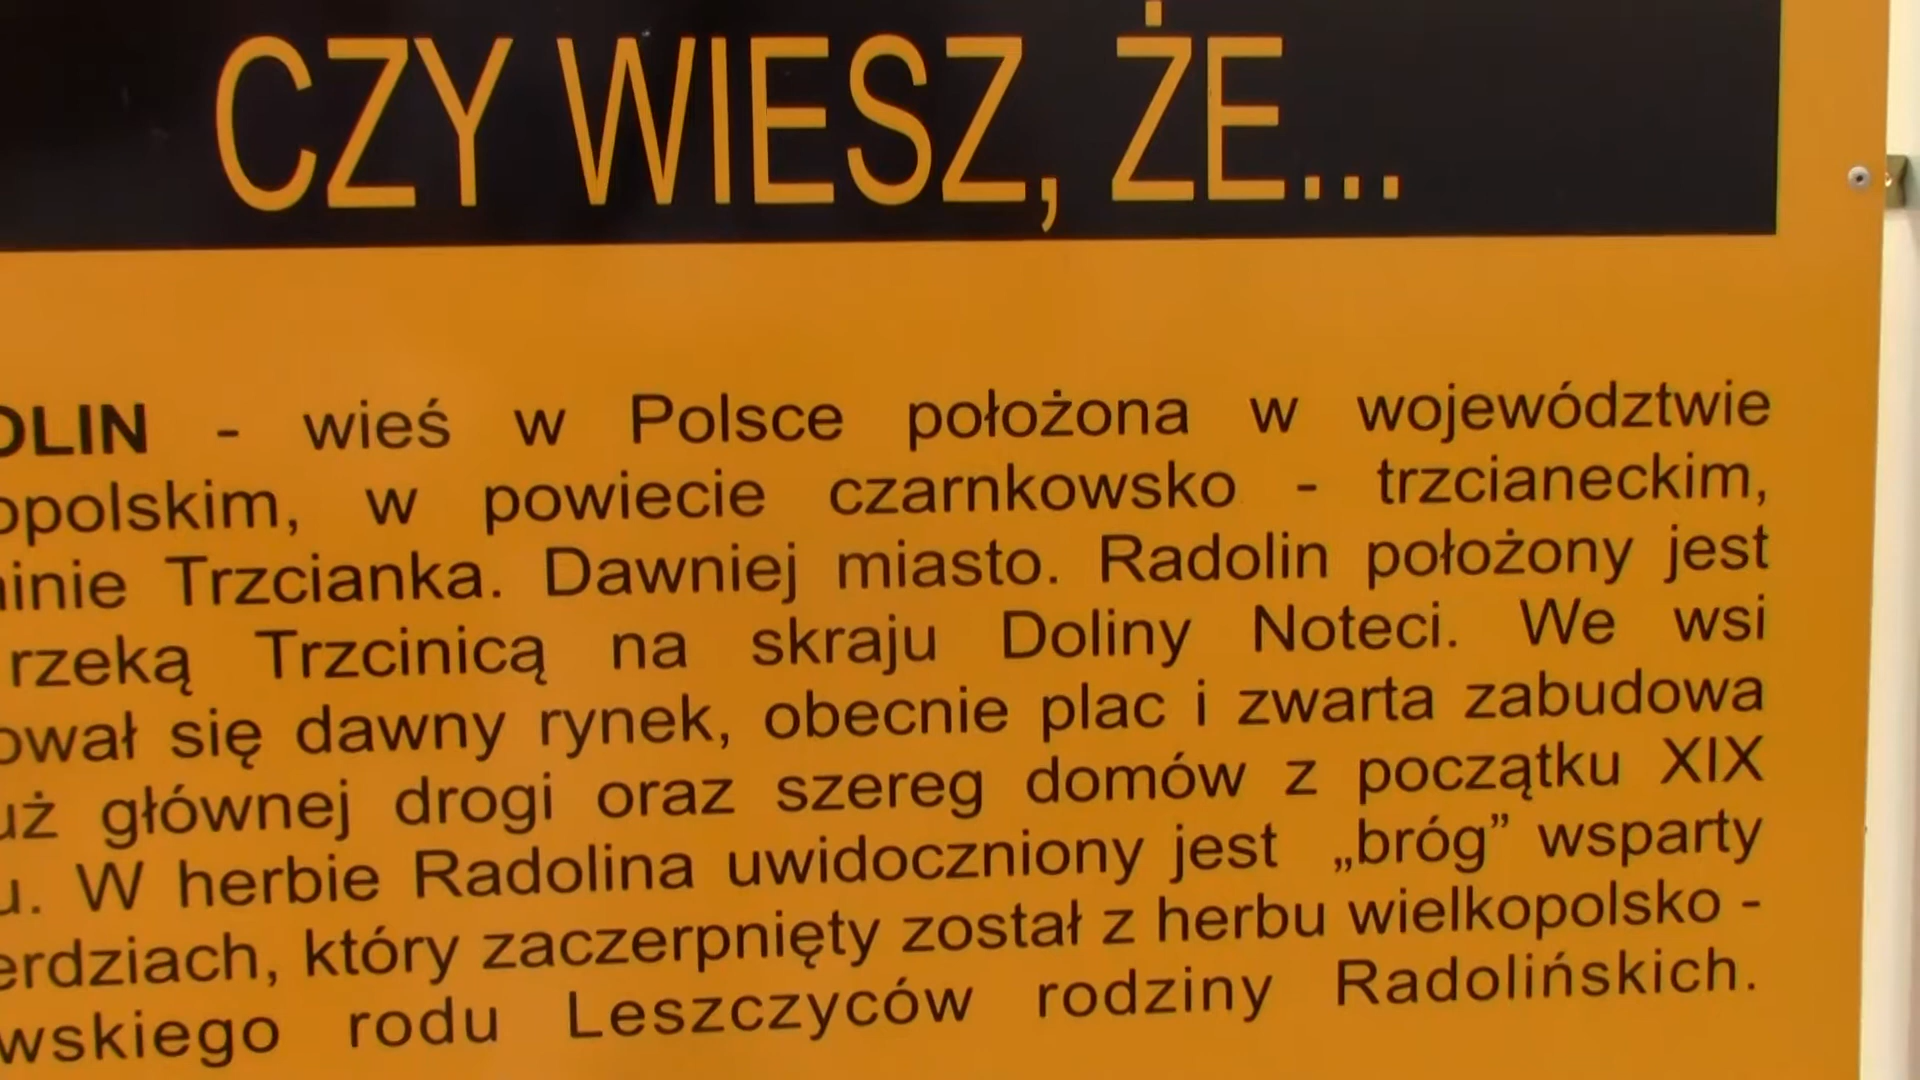 CZY WIESZ, ŻE...
OLIN - wieś w Polsce położona w województwie
opolskim, w powiecie czarnkowsko - trzcianeckim,
inie Trzcianka. Dawniej miasto. Radolin położony jest
rzeką Trzcinicą na skraju Doliny Noteci. We wsi
ował się dawny rynek, obecnie plac i zwarta zabudowa
uż głównej drogi oraz szereg domów z początku XIX
u. W herbie Radolina uwidoczniony jest „bróg” wsparty
erdziach, który zaczerpnięty został z herbu wielkopolsko -
wskiego rodu Leszczyców rodziny Radolińskich.